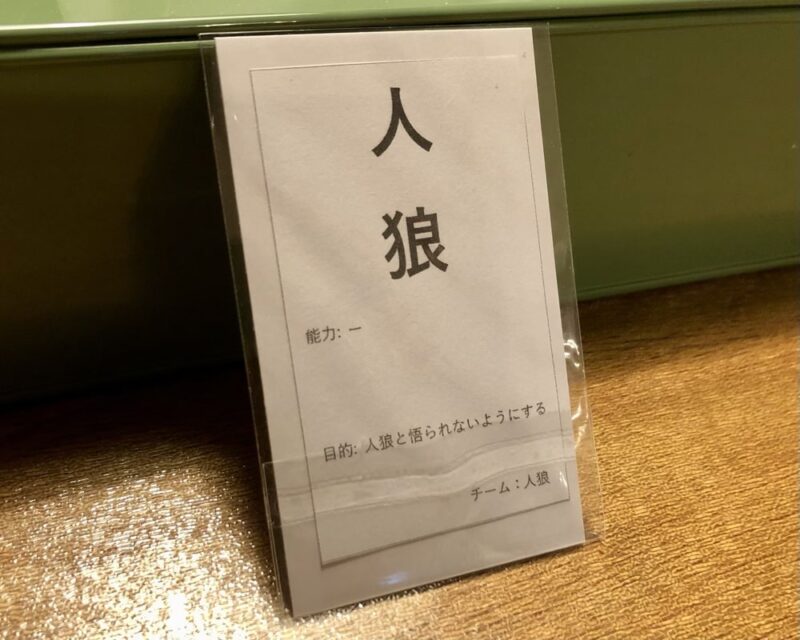 人
狼
能力: ー
目的: 人狼と悟られないようにする
チーム：人狼